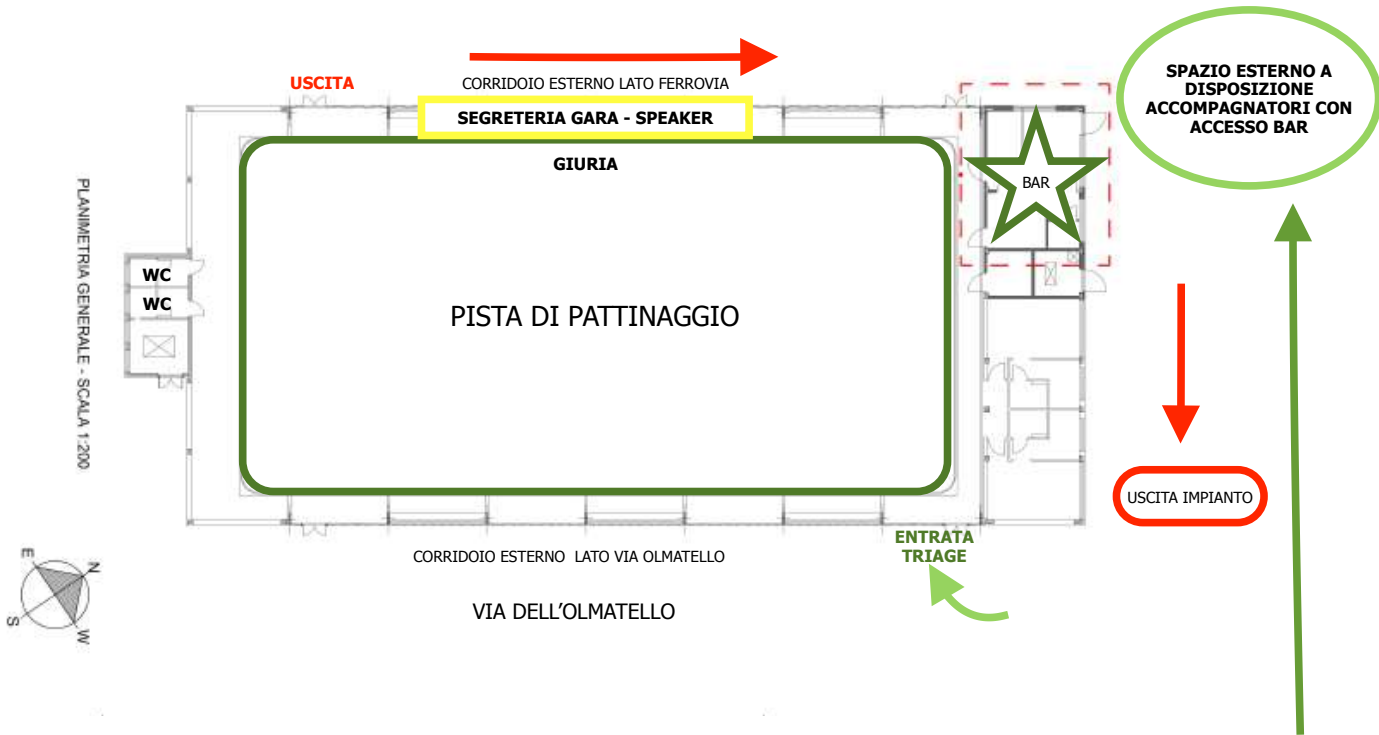 USCITA
CORRIDOIO ESTERNO LATO FERROVIA
SEGRETERIA GARA - SPEAKER
GIURIA
SPAZIO ESTERNO A
DISPOSIZIONE
ACCOMPAGNATORI CON
ACCESSO BAR
BAR
PLANIMETRIA GENERALE - SCALA 1:200
WC
WC
PISTA DI PATTINAGGIO
USCITA IMPIANTO
ENTRATA
TRIAGE
CORRIDOIO ESTERNO LATO VIA OLMATELLO
VIA DELL'OLMATELLO
E
N
S
W